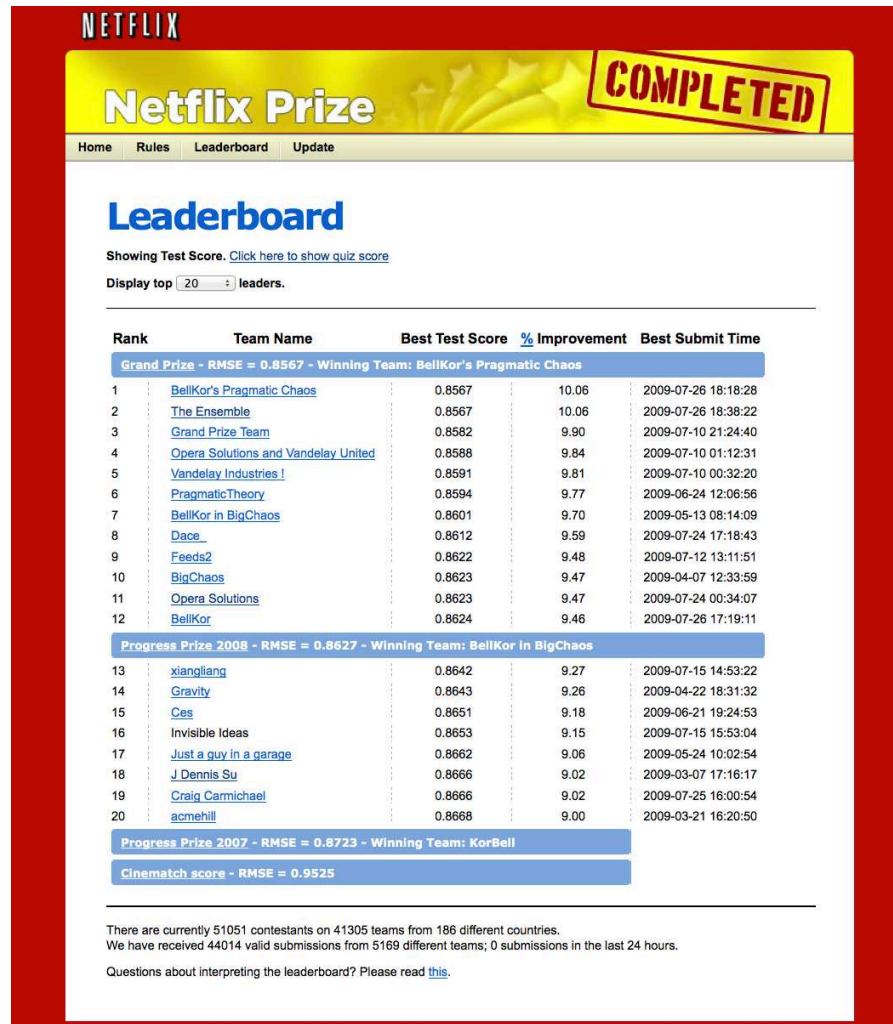 NETFLIX
Netflix Prize
COMPLETED
Home Rules Leaderboard Update
Leaderboard
Showing Test Score. Click here to show quiz score
Display top 20 leaders.
Rank Team Name Best Test Score % Improvement Best Submit Time
Grand Prize - RMSE = 0.8567 - Winning Team: BellKor's Pragmatic Chaos
1 BellKor's Pragmatic Chaos 0.8567 10.06 2009-07-26 18:18:28
2 The Ensemble 0.8567 10.06 2009-07-26 18:38:22
3 Grand Prize Team 0.8582 9.90 2009-07-10 21:24:40
4 Opera Solutions and Vandelay United 0.8588 9.84 2009-07-10 01:12:31
5 Vandelay Industries ! 0.8591 9.81 2009-07-10 00:32:20
6 PragmaticTheory 0.8594 9.77 2009-06-24 12:06:56
7 BellKor in BigChaos 0.8601 9.70 2009-05-13 08:14:09
8 Dace_ 0.8612 9.59 2009-07-24 17:18:43
9 Feeds2 0.8622 9.48 2009-07-12 13:11:51
10 BigChaos 0.8623 9.47 2009-04-07 12:33:59
11 Opera Solutions 0.8623 9.47 2009-07-24 00:34:07
12 BellKor 0.8624 9.46 2009-07-26 17:19:11
Progress Prize 2008 - RMSE = 0.8627 - Winning Team: BellKor in BigChaos
13 xiangliang 0.8642 9.27 2009-07-15 14:53:22
14 Gravity 0.8643 9.26 2009-04-22 18:31:32
15 Ces 0.8651 9.18 2009-06-21 19:24:53
16 Invisible Ideas 0.8653 9.15 2009-07-15 15:53:04
17 Just a guy in a garage 0.8662 9.06 2009-05-24 10:02:54
18 J Dennis Su 0.8666 9.02 2009-03-07 17:16:17
19 Craig Carmichael 0.8666 9.02 2009-07-25 16:00:54
20 acmehill 0.8668 9.00 2009-03-21 16:20:50
Progress Prize 2007 - RMSE = 0.8723 - Winning Team: KorBell
Cinematch score - RMSE = 0.9525
There are currently 51051 contestants on 41305 teams from 186 different countries.
We have received 44014 valid submissions from 5169 different teams; 0 submissions in the last 24 hours.
Questions about interpreting the leaderboard? Please read this.